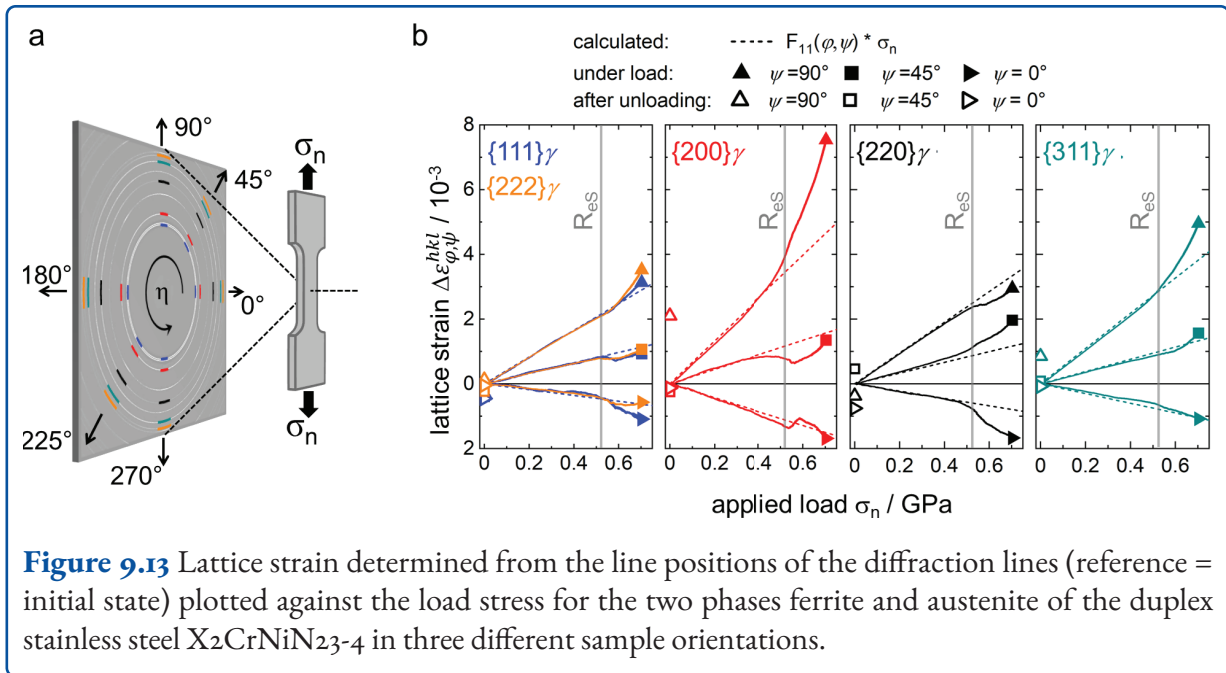 a
90°
45°
180°
0°
η
225°
270°
σn
σn
b
calculated: F11(φ,ψ) * σn
under load: ψ =90° ψ =45° ψ = 0°
after unloading: ψ =90° ψ =45° ψ = 0°
lattice strain Δεφ,ψ^hkl / 10-3
8
6
4
2
0
2
{111}γ
{222}γ
ReS
0 0.2 0.4 0.6
{200}γ
ReS
0 0.2 0.4 0.6
{220}γ .
ReS
0 0.2 0.4 0.6
{311}γ .
ReS
0 0.2 0.4 0.6
applied load σn / GPa
Figure 9.13 Lattice strain determined from the line positions of the diffraction lines (reference =
initial state) plotted against the load stress for the two phases ferrite and austenite of the duplex
stainless steel X2CrNiN23-4 in three different sample orientations.